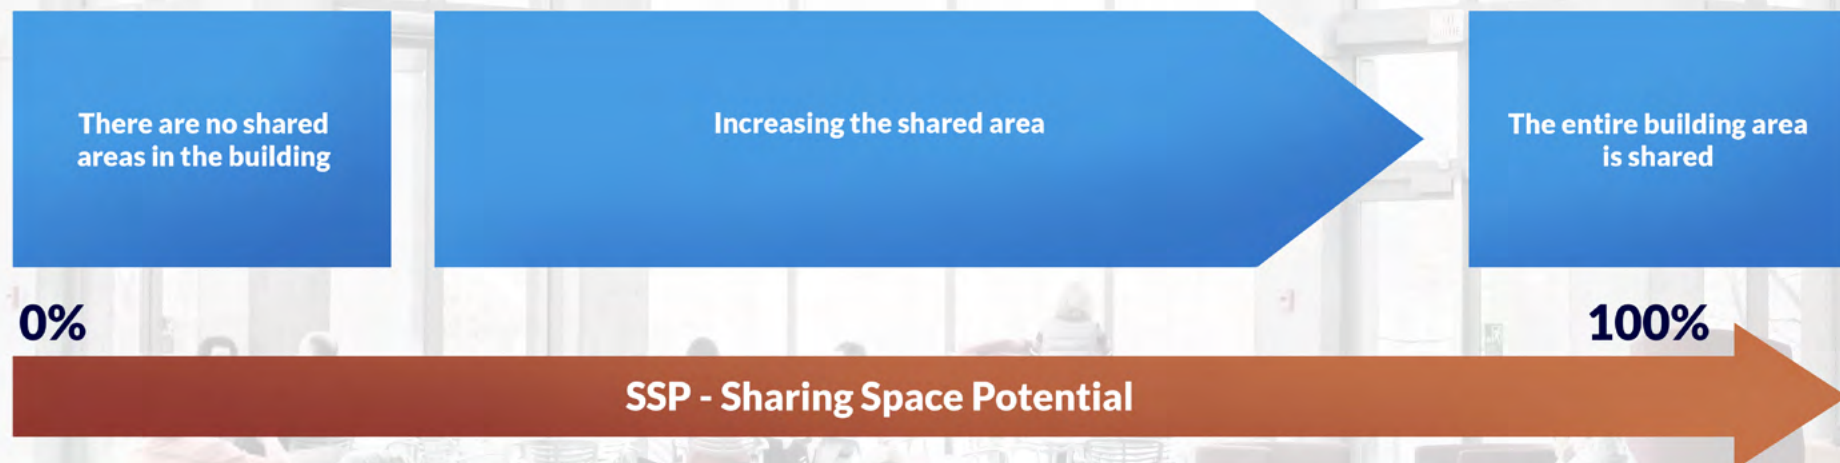 There are no shared
areas in the building
Increasing the shared area
The entire building area
is shared
0%
100%
SSP - Sharing Space Potential